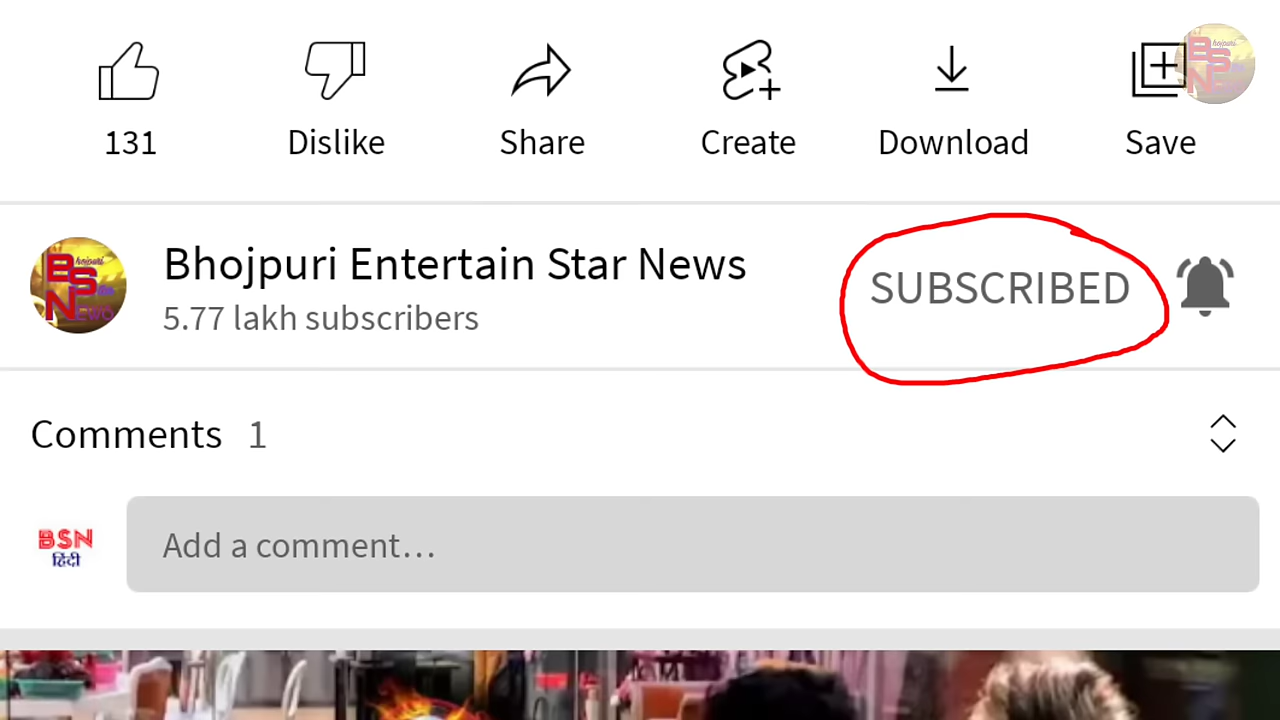 131 Dislike Share Create Download Save
Bhojpuri Entertain Star News
5.77 lakh subscribers
SUBSCRIBED
Comments 1
BSN
हिंदी
Add a comment...